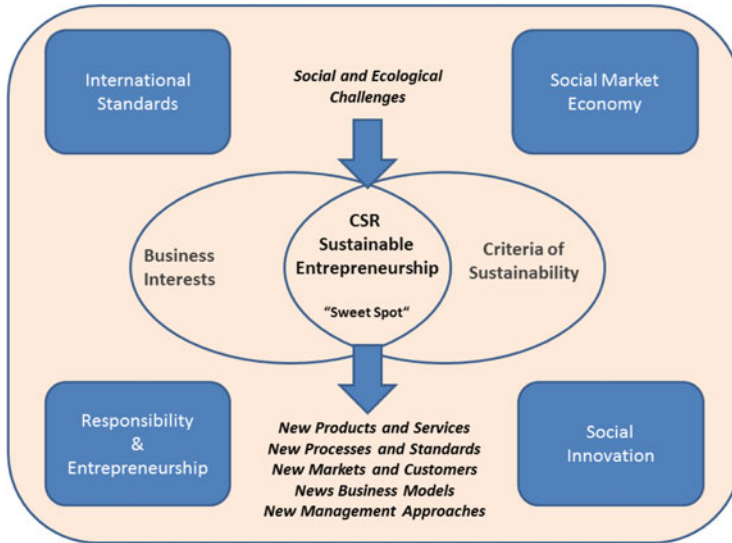 International
Standards
Social and Ecological
Challenges
Social Market
Economy
Business
Interests
CSR
Sustainable
Entrepreneurship
“Sweet Spot“
Criteria of
Sustainability
Responsibility
&
Entrepreneurship
New Products and Services
New Processes and Standards
New Markets and Customers
News Business Models
New Management Approaches
Social
Innovation